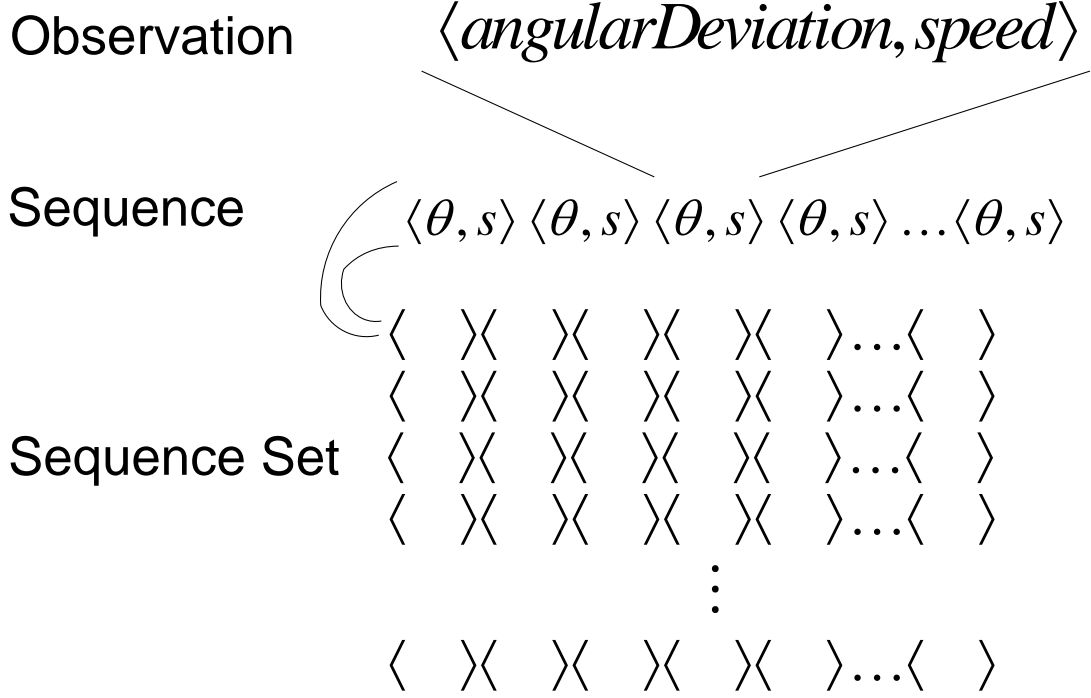 Observation ⟨angularDeviation, speed⟩
Sequence ⟨θ, s⟩ ⟨θ, s⟩ ⟨θ, s⟩ ⟨θ, s⟩ …⟨θ, s⟩
⟨ ⟩⟨ ⟩⟨ ⟩⟨ ⟩⟨ ⟩…⟨ ⟩
⟨ ⟩⟨ ⟩⟨ ⟩⟨ ⟩⟨ ⟩…⟨ ⟩
Sequence Set ⟨ ⟩⟨ ⟩⟨ ⟩⟨ ⟩⟨ ⟩…⟨ ⟩
⟨ ⟩⟨ ⟩⟨ ⟩⟨ ⟩⟨ ⟩…⟨ ⟩
⋮
⟨ ⟩⟨ ⟩⟨ ⟩⟨ ⟩⟨ ⟩…⟨ ⟩